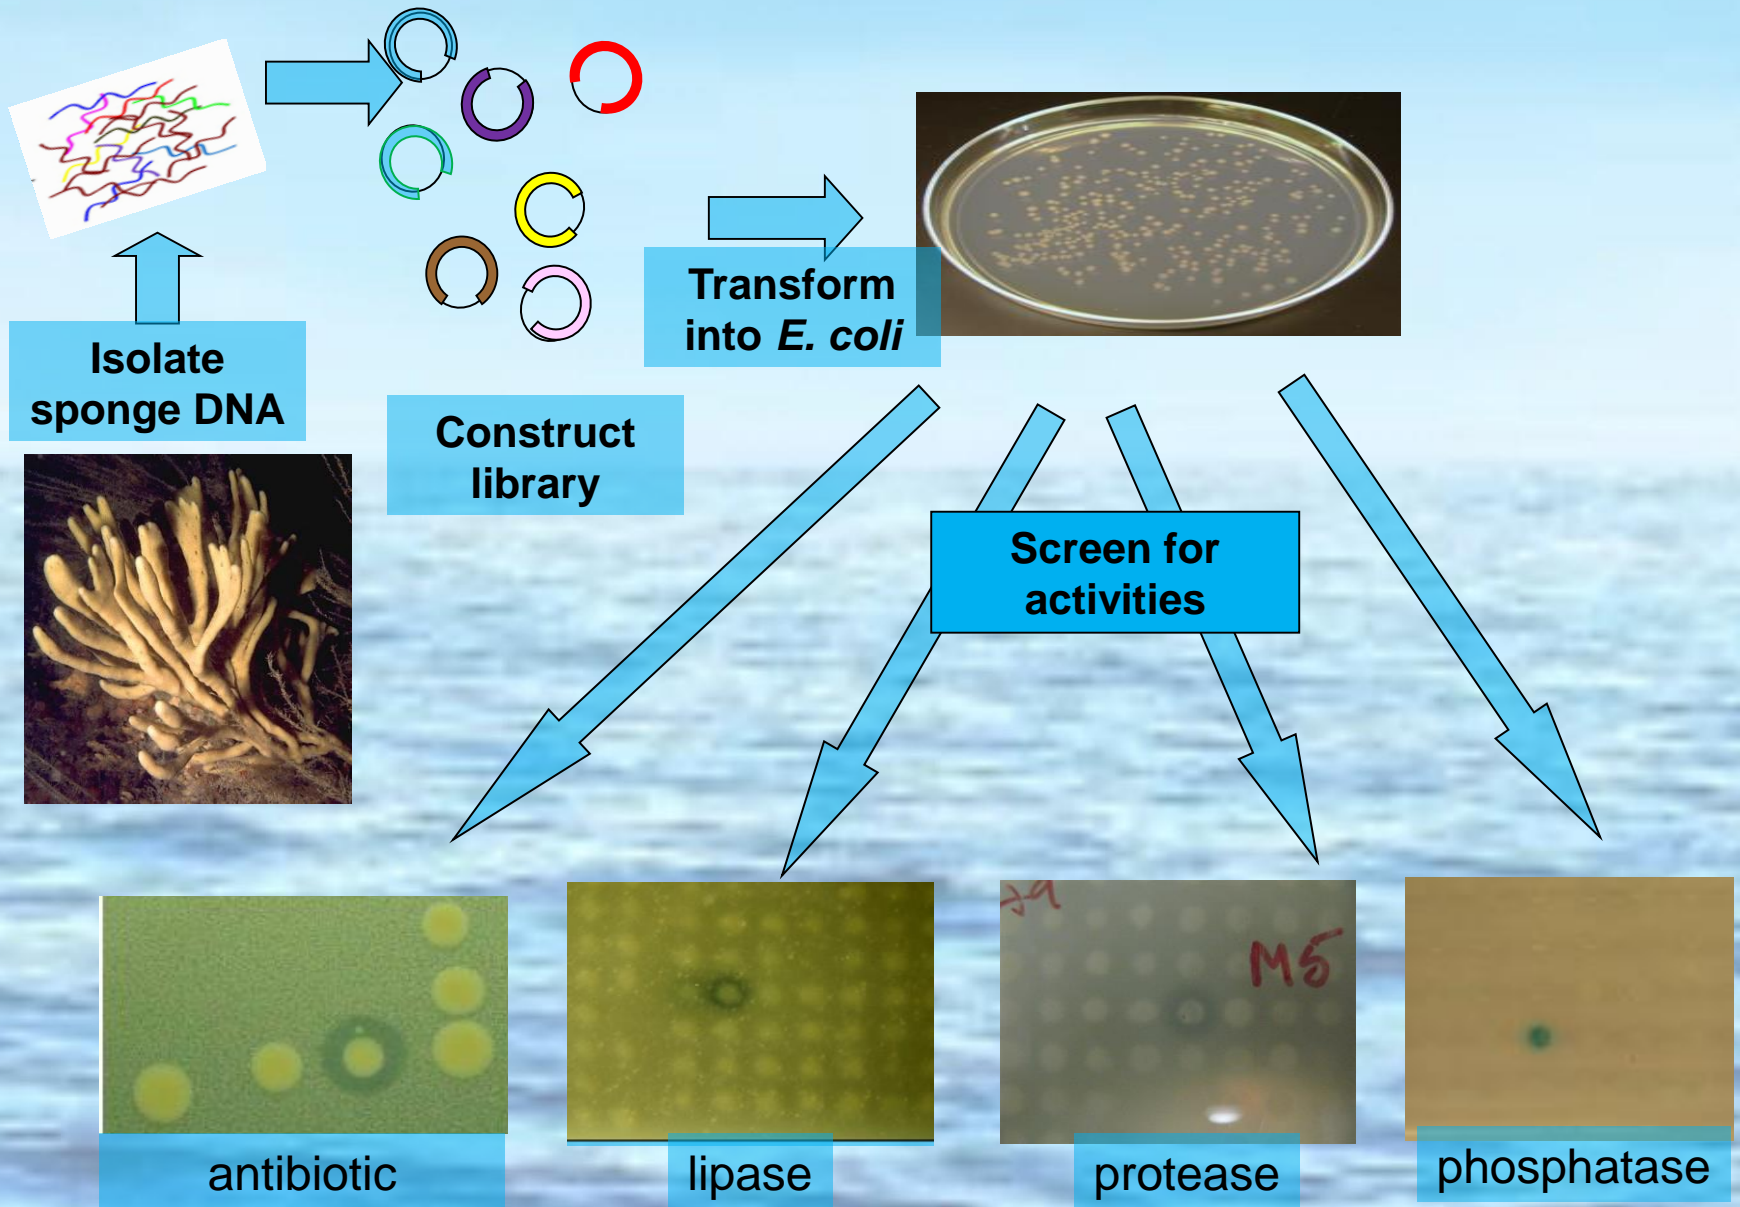 Isolate
sponge DNA
Construct
library
Transform
into E. coli
Screen for
activities
M5
antibiotic
lipase
protease
phosphatase